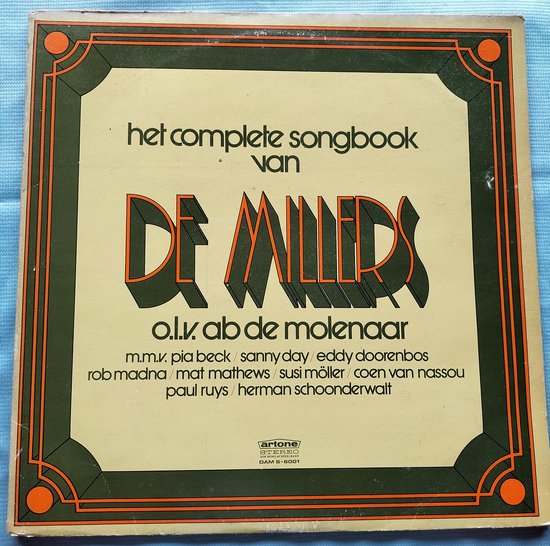 het complete songbook
van
DE MILLERS
o.l.v. ab de molenaar
m.m.v. pia beck / sanny day / eddy doorenbos
rob madna / mat mathews / susi möller / coen van nassou
paul ruys / herman schoonderwalt
artone
STEREO
DAM S-6001